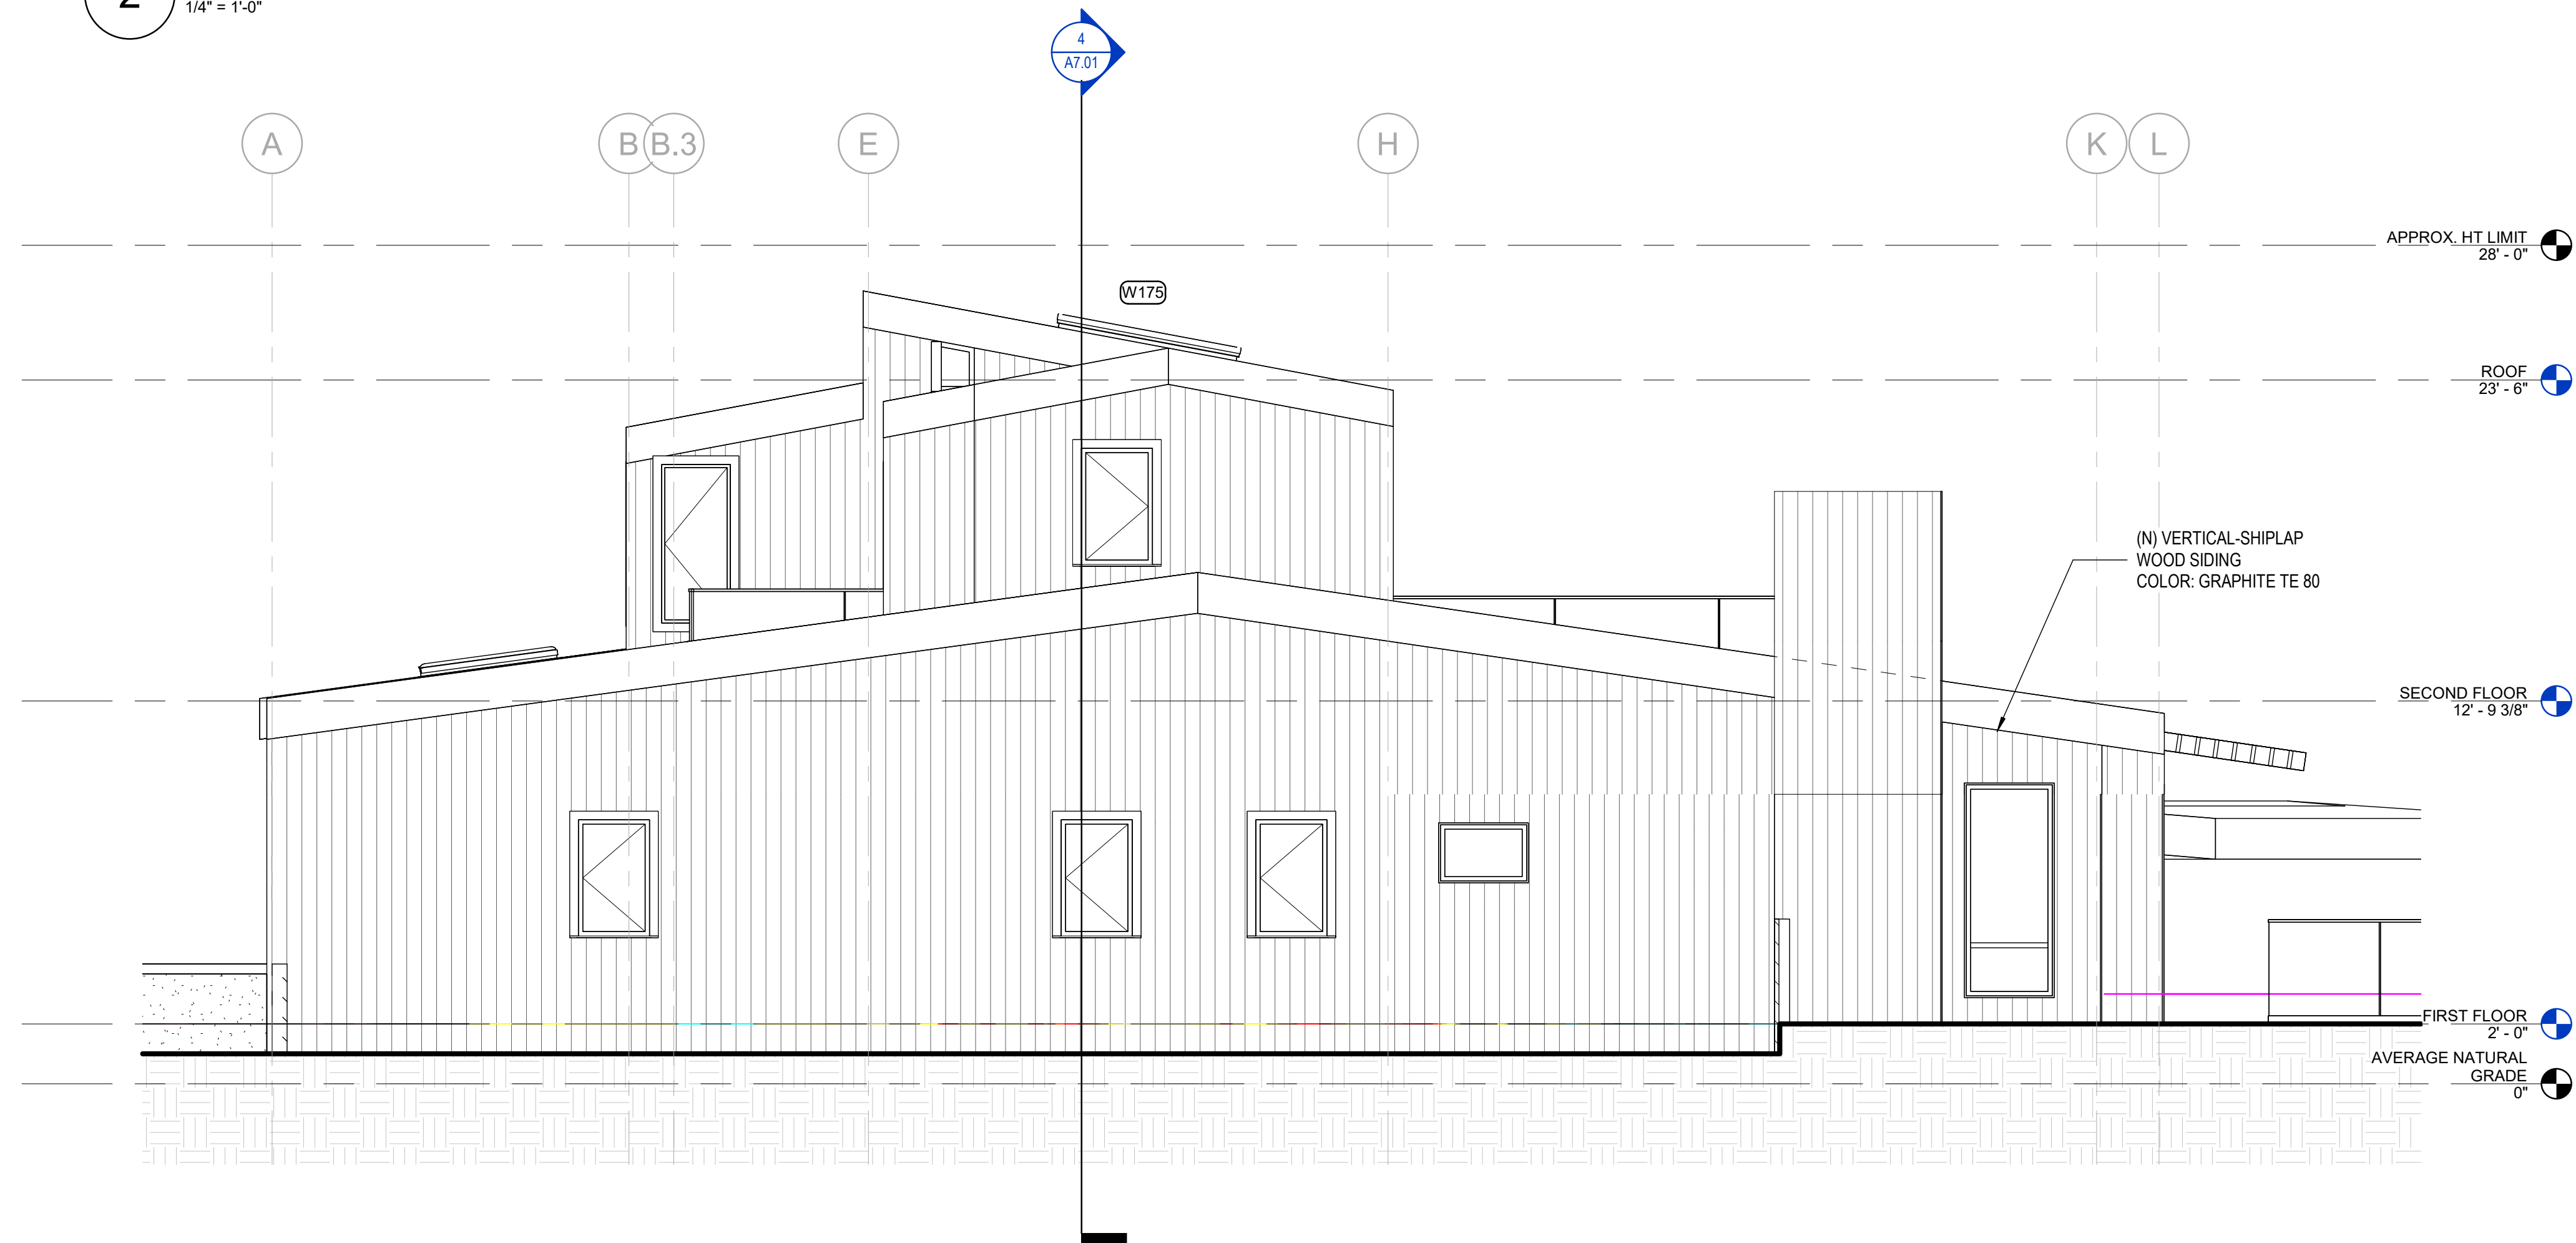 2
1/4" = 1'-0"
4
A7.01
A
B
B.3
E
H
K
L
APPROX. HT LIMIT
28' - 0"
W175
ROOF
23' - 6"
(N) VERTICAL-SHIPLAP
WOOD SIDING
COLOR: GRAPHITE TE 80
SECOND FLOOR
12' - 9 3/8"
FIRST FLOOR
2' - 0"
AVERAGE NATURAL
GRADE
0"